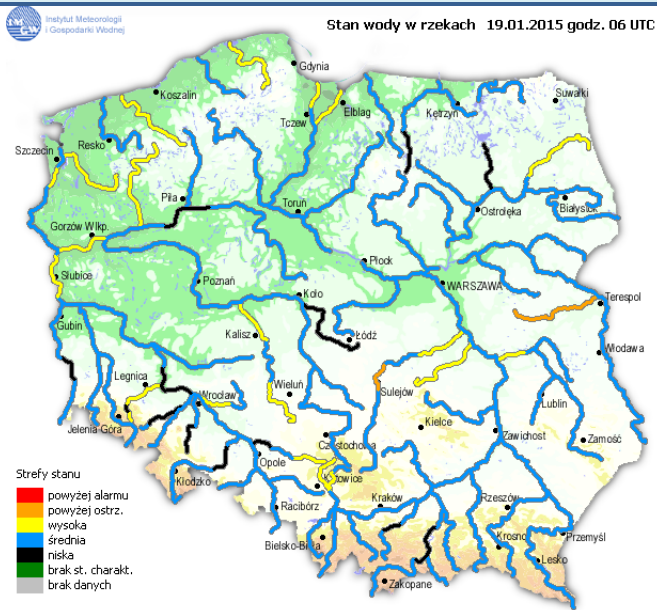 Instytut Meteorologii
i Gospodarki Wodnej
Stan wody w rzekach 19.01.2015 godz. 06 UTC
Gdynia
Koszalin
Suwałki
Tczew
Elbląg
Kętrzyn
Szczecin
Resko
Piła
Toruń
Ostrołęka
Białystok
Gorzów Wlkp.
Płock
Słubice
Poznań
WARSZAWA
Koło
Terespol
Gubin
Kalisz
Łódź
Włodawa
Legnica
Wieluń
Sulejów
Wrocław
Lublin
Jelenia Góra
Kielce
Zawichost
Zamość
Częstochowa
Opole
Kłodzko
Katowice
Racibórz
Kraków
Rzeszów
Bielsko-Biała
Krosno
Przemyśl
Lesko
Zakopane
Strefy stanu
powyżej alarmu
powyżej ostrz.
wysoka
średnia
niska
brak st. charakt.
brak danych